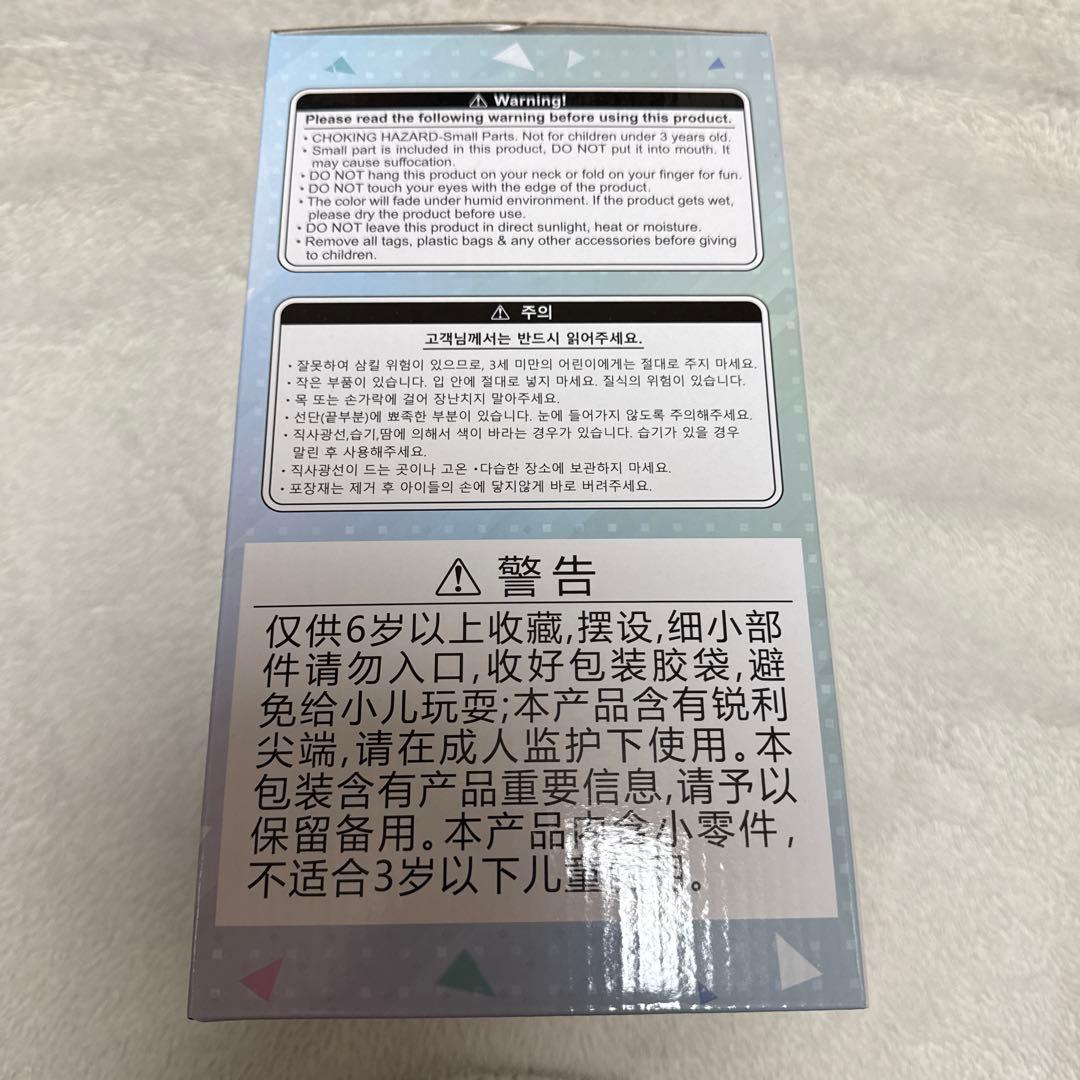 ⚠ Warning!
Please read the following warning before using this product.
・CHOKING HAZARD-Small Parts. Not for children under 3 years old.
・Small part is included in this product, DO NOT put it into mouth. It
may cause suffocation.
・DO NOT hang this product on your neck or fold on your finger for fun.
・DO NOT touch your eyes with the edge of the product.
・The color will fade under humid environment. If the product gets wet,
please dry the product before use.
・DO NOT leave this product in direct sunlight, heat or moisture.
・Remove all tags, plastic bags & any other accessories before giving
to children.
⚠ 주의
고객님께서는 반드시 읽어주세요.
・잘못하여 삼킬 위험이 있으므로, 3세 미만의 어린이에게는 절대로 주지 마세요.
・작은 부품이 있습니다. 입 안에 절대로 넣지 마세요. 질식의 위험이 있습니다.
・목 또는 손가락에 걸어 장난치지 말아주세요.
・선단(끝부분)에 뾰족한 부분이 있습니다. 눈에 들어가지 않도록 주의해주세요.
・직사광선,습기,땀에 의해서 색이 바라는 경우가 있습니다. 습기가 있을 경우
말린 후 사용해주세요.
・직사광선이 드는 곳이나 고온 ・다습한 장소에 보관하지 마세요.
・포장재는 제거 후 아이들의 손에 닿지않게 바로 버려주세요.
⚠ 警告
仅供6岁以上收藏,摆设,细小部
件请勿入口,收好包装胶袋,避
免给小儿玩耍;本产品含有锐利
尖端,请在成人监护下使用。本
包装含有产品重要信息,请予以
保留备用。本产品内含小零件,
不适合3岁以下儿童。